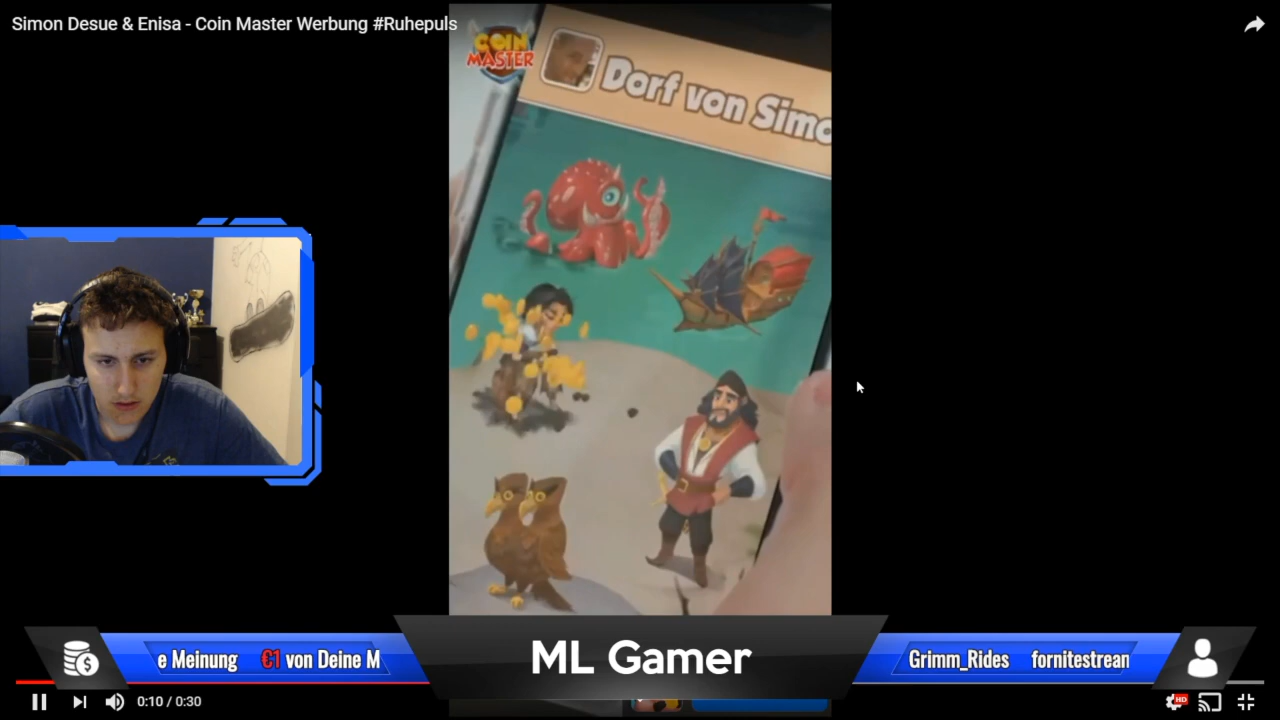 Simon Desue & Enisa - Coin Master Werbung #Ruhepuls
COIN
MASTER
Dorf von Simo
e Meinung €1 von Deine M
ML Gamer
Grimm_Rides fornitestrean
0:10 / 0:30
HD